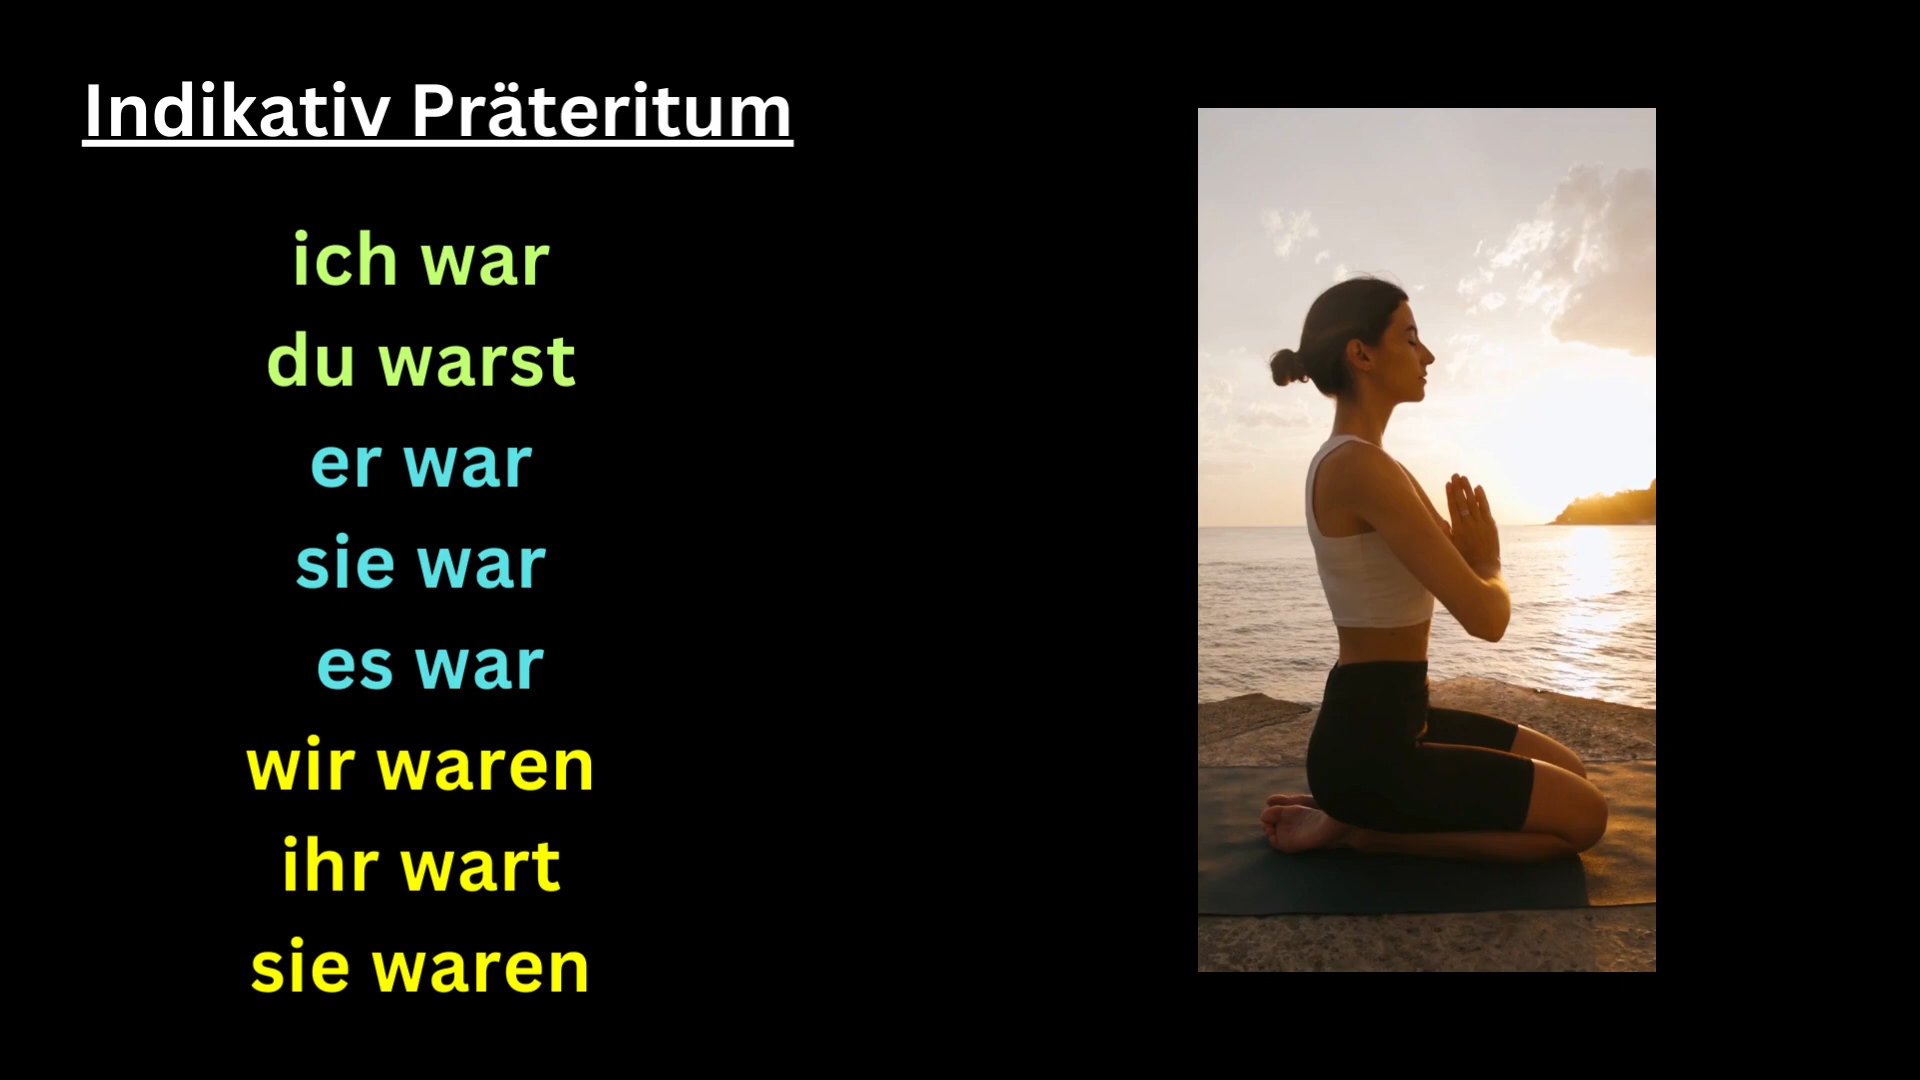 Indikativ Präteritum
ich war
du warst
er war
sie war
es war
wir waren
ihr wart
sie waren